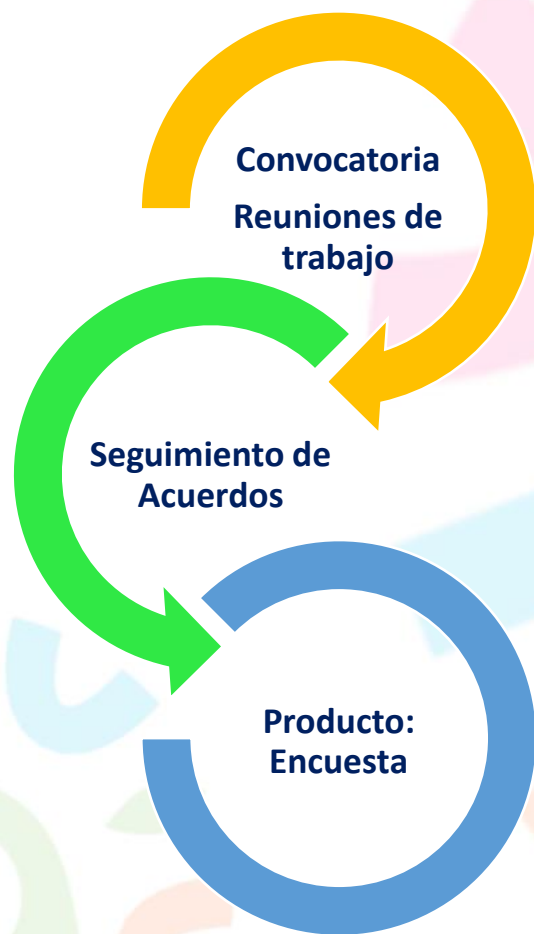 Convocatoria
Reuniones de
trabajo
Seguimiento de
Acuerdos
Producto:
Encuesta